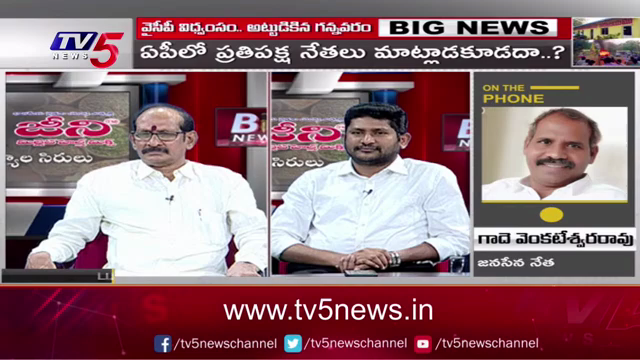 TV5
NEWS
వైసీపీ విధ్వంసం.. అట్టుడికిన గన్నవరం
BIG NEWS
ఏపీలో ప్రతిపక్ష నేతలు మాట్లాడకూడదా..?
ON THE
PHONE
జీని
NEWS
గాదె వెంకటేశ్వరరావు
జనసేన నేత
www.tv5news.in
/tv5newschannel
/tv5newschannel
/tv5newschannel